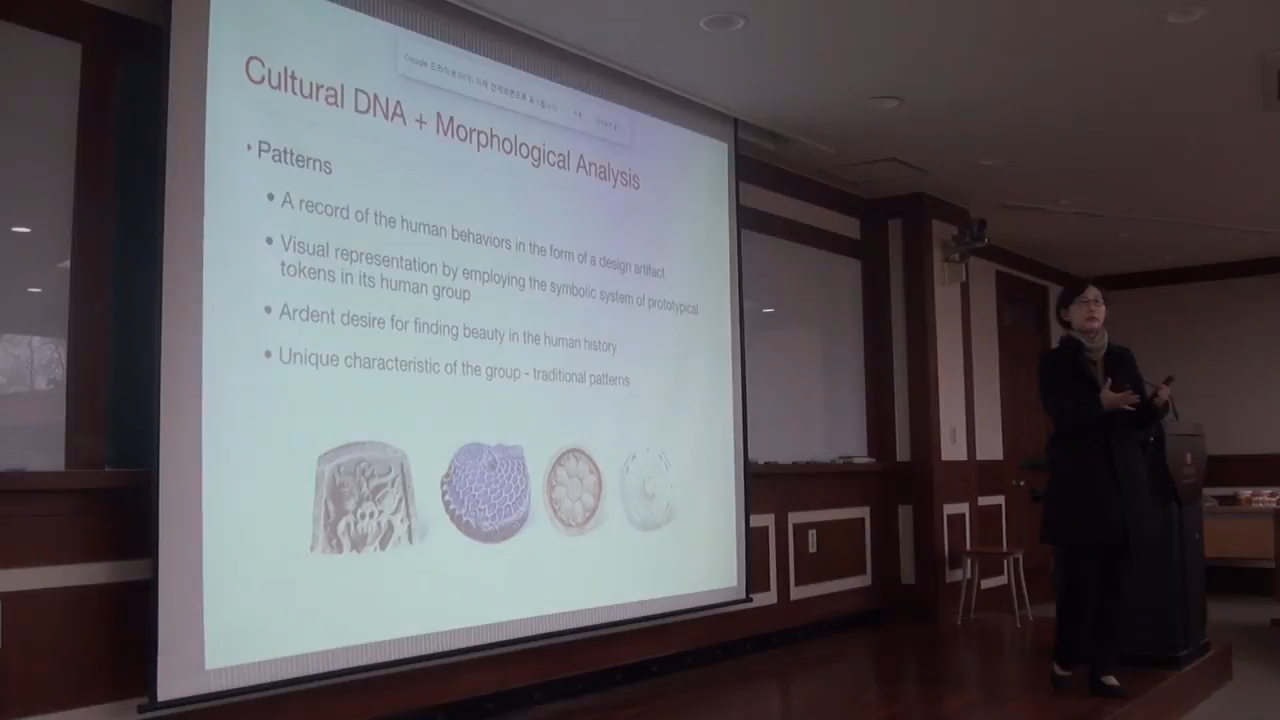 Cultural DNA + Morphological Analysis
Patterns
A record of the human behaviors in the form of a design artifact
Visual representation by employing the symbolic system of prototypical
tokens in its human group
Ardent desire for finding beauty in the human history
Unique characteristic of the group - traditional patterns
Google